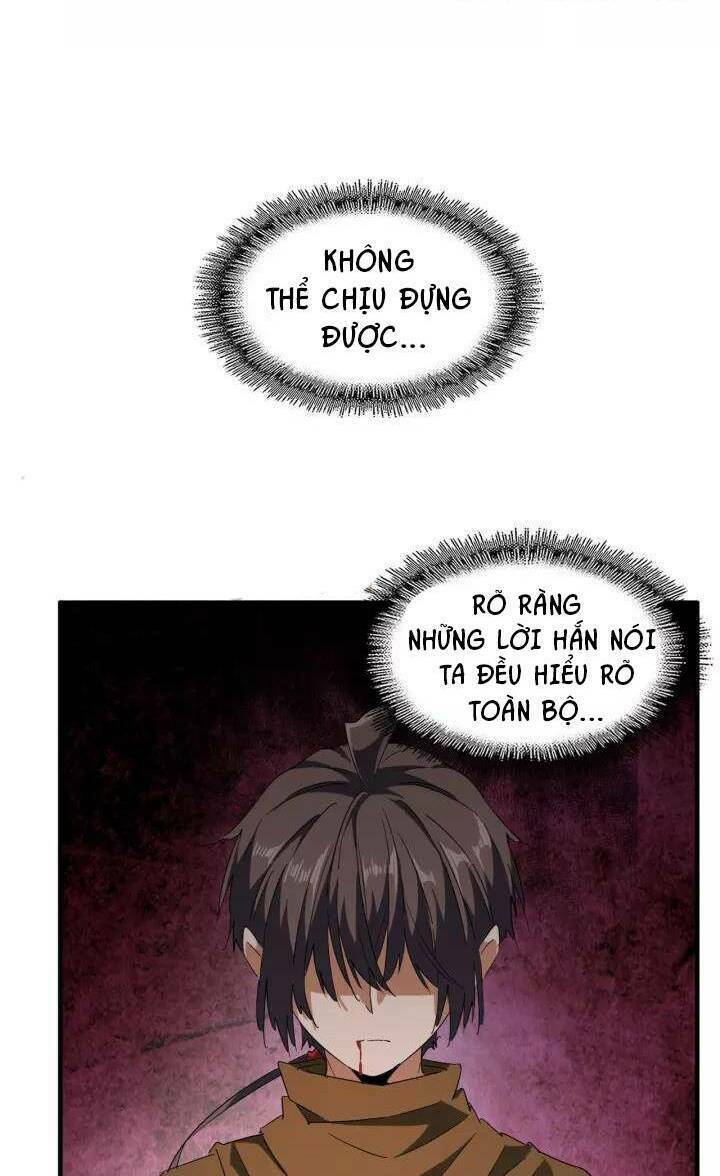 KHÔNG
THỂ CHỊU ĐỰNG
ĐƯỢC...
RÕ RÀNG
NHỮNG LỜI HẮN NÓI
TA ĐỀU HIỂU RÕ
TOÀN BỘ...